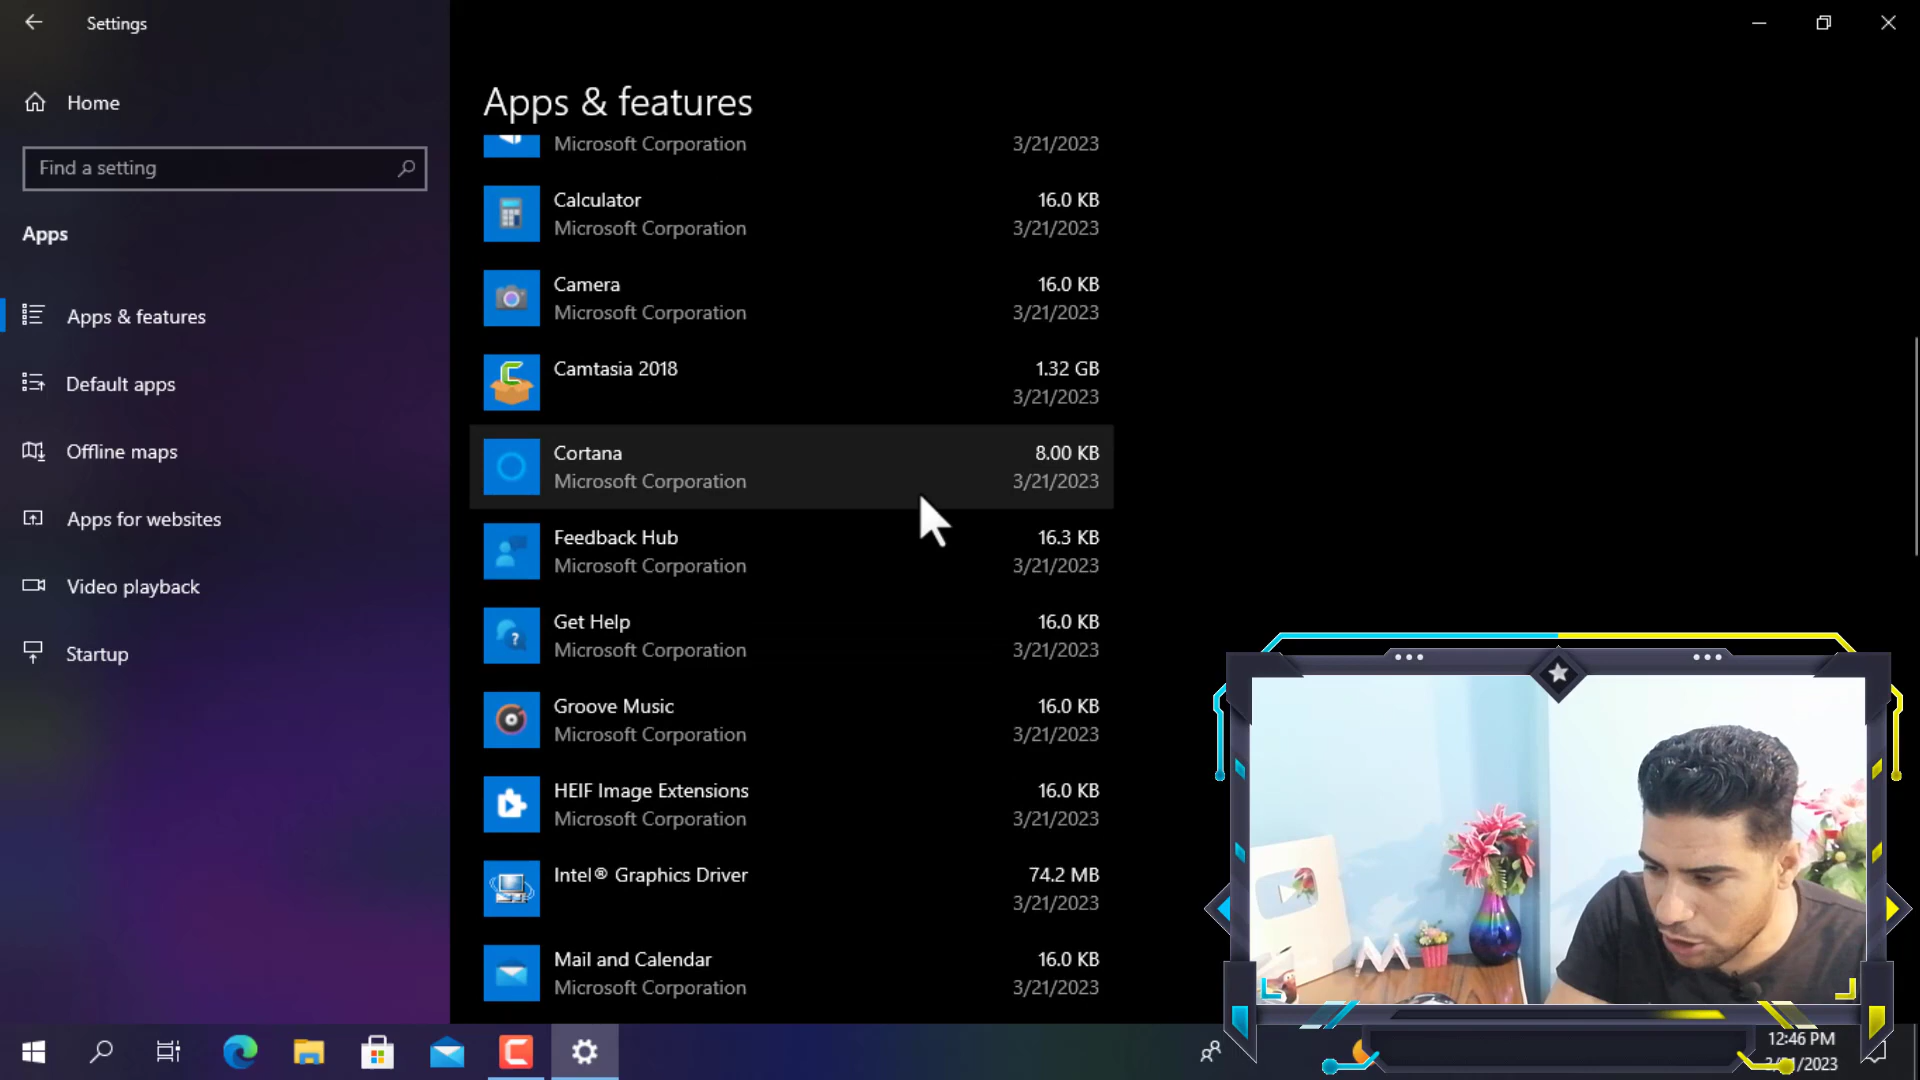 Settings
Home
Find a setting
Apps
Apps & features
Default apps
Offline maps
Apps for websites
Video playback
Startup
Apps & features
Microsoft Corporation 3/21/2023
Calculator 16.0 KB
Microsoft Corporation 3/21/2023
Camera 16.0 KB
Microsoft Corporation 3/21/2023
Camtasia 2018 1.32 GB
3/21/2023
Cortana 8.00 KB
Microsoft Corporation 3/21/2023
Feedback Hub 16.3 KB
Microsoft Corporation 3/21/2023
Get Help 16.0 KB
Microsoft Corporation 3/21/2023
Groove Music 16.0 KB
Microsoft Corporation 3/21/2023
HEIF Image Extensions 16.0 KB
Microsoft Corporation 3/21/2023
Intel® Graphics Driver 74.2 MB
3/21/2023
Mail and Calendar 16.0 KB
Microsoft Corporation 3/21/2023
12:46 PM